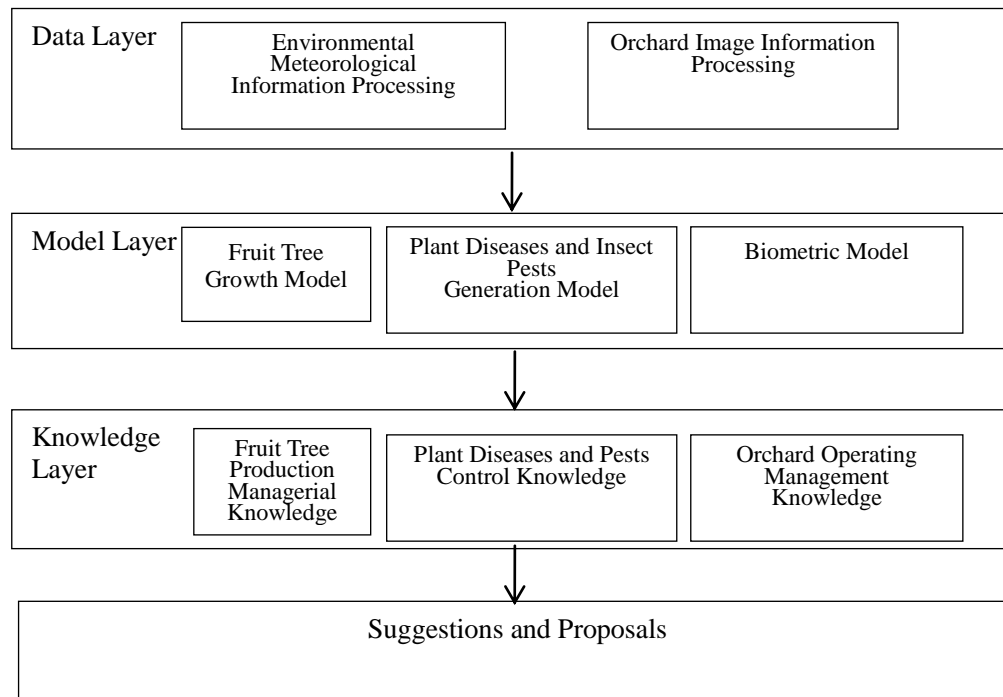 Data Layer
Environmental
Meteorological
Information Processing
Orchard Image Information
Processing
Model Layer
Fruit Tree
Growth Model
Plant Diseases and Insect
Pests
Generation Model
Biometric Model
Knowledge
Layer
Fruit Tree
Production
Managerial
Knowledge
Plant Diseases and Pests
Control Knowledge
Orchard Operating
Management
Knowledge
Suggestions and Proposals